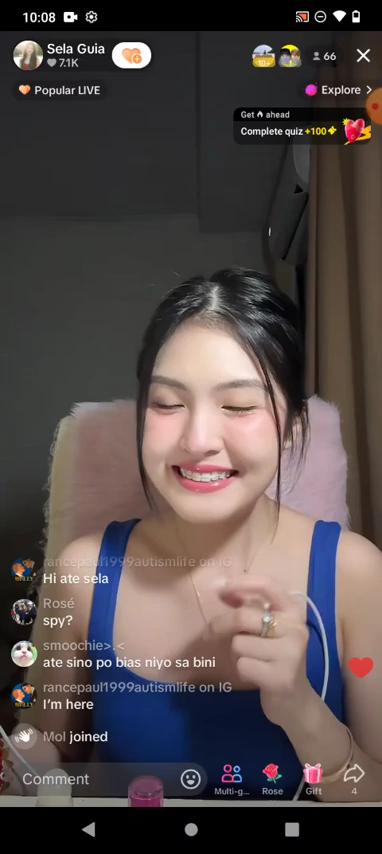 10:08
Sela Guia
7.1K
10+
66
Popular LIVE
Explore >
Get ahead
Complete quiz +100
rancepaul1999autismlife on IG
Hi ate sela
Rosé
spy?
smoochie>.<
ate sino po bias niyo sa bini
rancepaul1999autismlife on IG
I'm here
Mol joined
Comment
Multi-g...
Rose
Gift
4